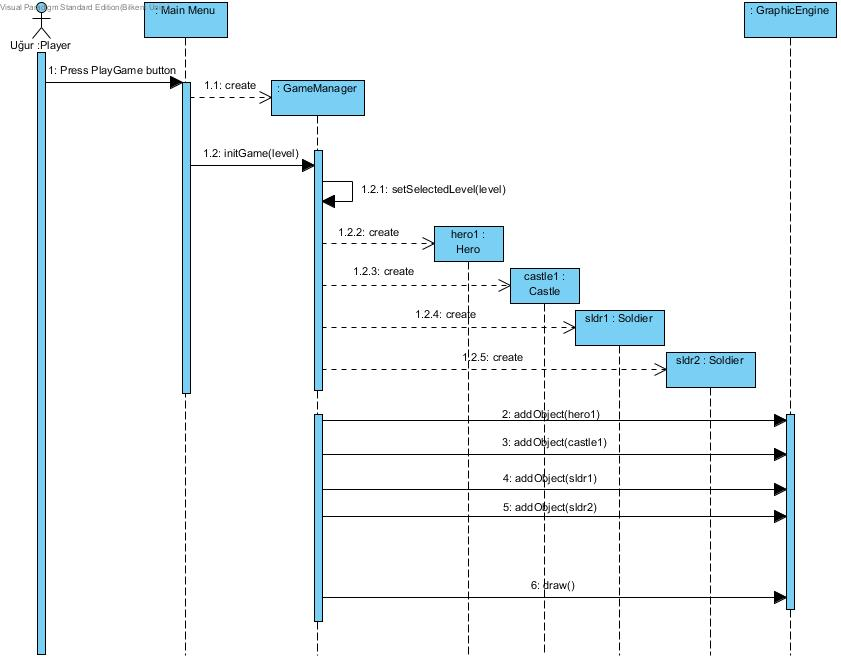 Visual Paradigm Standard Edition(Bilkent Univ.)
: Main Menu
: GraphicEngine
Uğur :Player
1: Press PlayGame button
1.1: create
: GameManager
1.2: initGame(level)
1.2.1: setSelectedLevel(level)
1.2.2: create
hero1 :
Hero
1.2.3: create
castle1 :
Castle
1.2.4: create
sldr1 : Soldier
1.2.5: create
sldr2 : Soldier
2: addObject(hero1)
3: addObject(castle1)
4: addObject(sldr1)
5: addObject(sldr2)
6: draw()